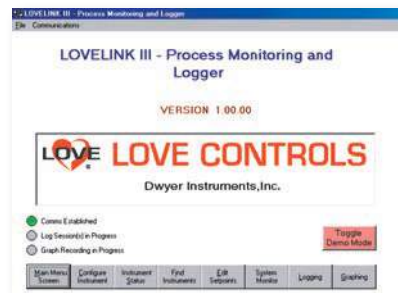 LOVELINK III - Process Monitoring and Logger
File Communications
LOVELINK III - Process Monitoring and
Logger
VERSION 1.00.00
LOVE LOVE CONTROLS
Dwyer Instruments,Inc.
Comms Established
Log Session(s) in Progress
Graph Recording in Progress
Toggle
Demo Mode
Main Menu Configure Instrument Find Edit System Logging Graphing
Screen Instrument Status Instruments Setpoints Monitor